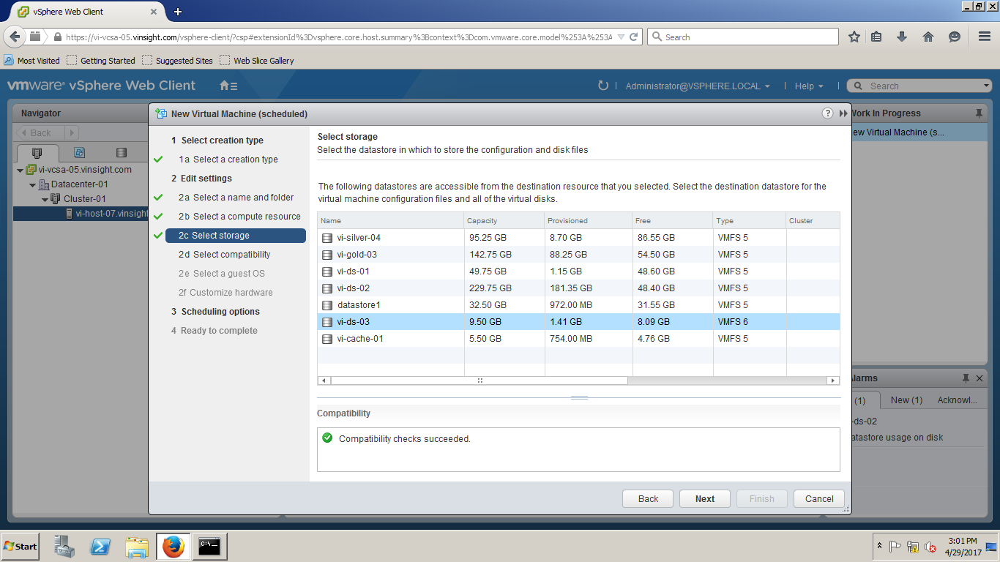 vSphere Web Client
https://vi-vcsa-05.vinsight.com/vsphere-client/?csp#extensionId%3Dvsphere.core.host.summary%3Bcontext%3Dcom.vmware.core.model%253A%253A
Search
Most Visited Getting Started Suggested Sites Web Slice Gallery
vmware® vSphere Web Client
Administrator@VSPHERE.LOCAL
Help
Search
Navigator
Back
vi-vcsa-05.vinsight.com
Datacenter-01
Cluster-01
vi-host-07.vinsight
New Virtual Machine (scheduled)
1 Select creation type
1a Select a creation type
2 Edit settings
2a Select a name and folder
2b Select a compute resource
2c Select storage
2d Select compatibility
2e Select a guest OS
2f Customize hardware
3 Scheduling options
4 Ready to complete
Select storage
Select the datastore in which to store the configuration and disk files
The following datastores are accessible from the destination resource that you selected. Select the destination datastore for the
virtual machine configuration files and all of the virtual disks.
Name Capacity Provisioned Free Type Cluster
vi-silver-04 95.25 GB 8.70 GB 86.55 GB VMFS 5
vi-gold-03 142.75 GB 88.25 GB 54.50 GB VMFS 5
vi-ds-01 49.75 GB 1.15 GB 48.60 GB VMFS 5
vi-ds-02 229.75 GB 181.35 GB 48.40 GB VMFS 5
datastore1 32.50 GB 972.00 MB 31.55 GB VMFS 5
vi-ds-03 9.50 GB 1.41 GB 8.09 GB VMFS 6
vi-cache-01 5.50 GB 754.00 MB 4.76 GB VMFS 5
Compatibility
Compatibility checks succeeded.
Back Next Finish Cancel
Work In Progress
ew Virtual Machine (s...
larms
(1) New (1) Acknowl...
-ds-02
atastore usage on disk
Start
3:01 PM
4/29/2017